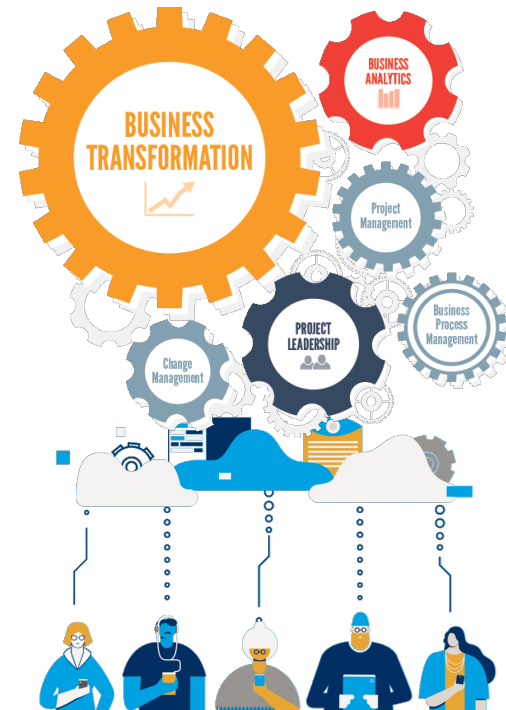 BUSINESS
TRANSFORMATION
BUSINESS
ANALYTICS
Project
Management
Business
Process
Management
PROJECT
LEADERSHIP
Change
Management